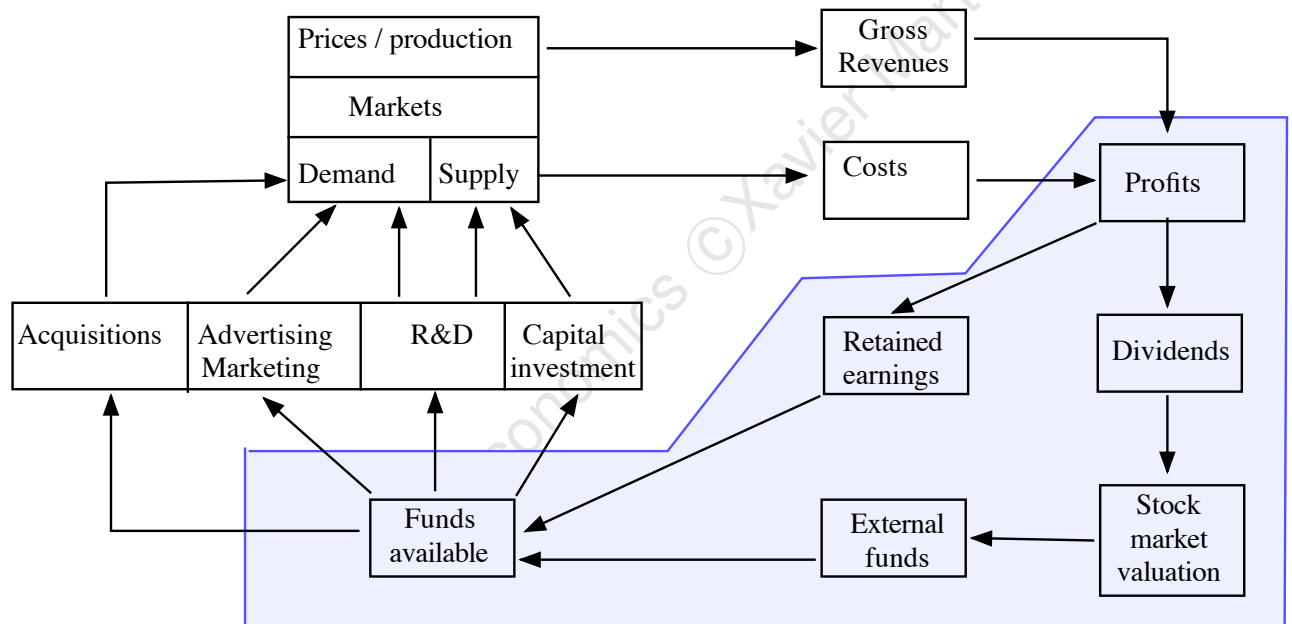 Prices / production
Gross
Revenues
Markets
Demand
Supply
Costs
Profits
Acquisitions
Advertising
Marketing
R&D
Capital
investment
Retained
earnings
Dividends
Funds
available
External
funds
Stock
market
valuation
©Xavier